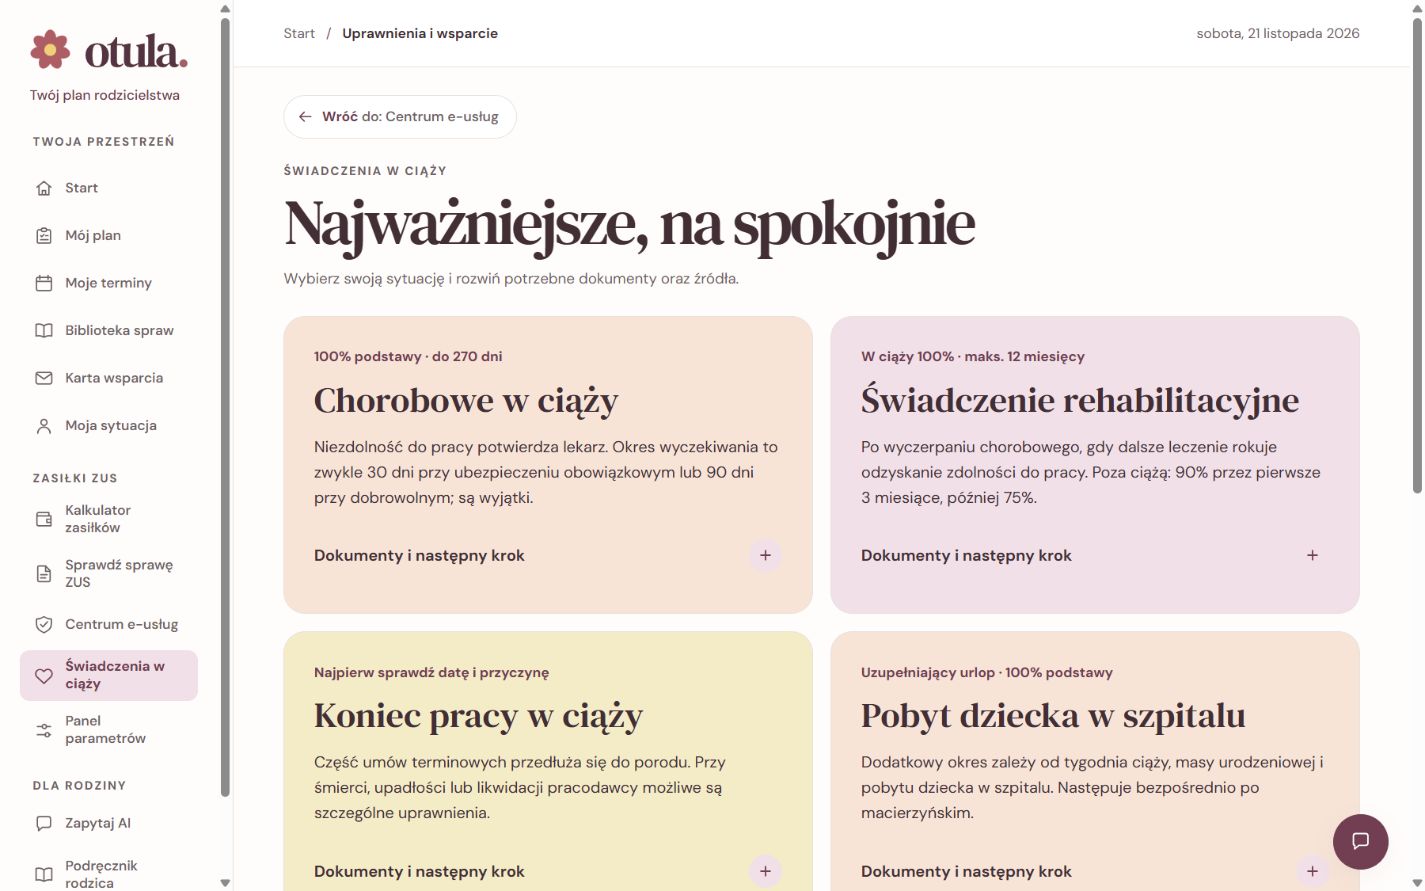 otula.
Twój plan rodzicielstwa
TWOJA PRZESTRZEŃ
Start
Mój plan
Moje terminy
Biblioteka spraw
Karta wsparcia
Moja sytuacja
ZASIŁKI ZUS
Kalkulator
zasiłków
Sprawdź sprawę
ZUS
Centrum e-usług
Świadczenia w
ciąży
Panel
parametrów
DLA RODZINY
Zapytaj AI
Podręcznik
rodzica
Start / Uprawnienia i wsparcie
sobota, 21 listopada 2026
← Wróć do: Centrum e-usług
ŚWIADCZENIA W CIĄŻY
Najważniejsze, na spokojnie
Wybierz swoją sytuację i rozwiń potrzebne dokumenty oraz źródła.
100% podstawy · do 270 dni
Chorobowe w ciąży
Niezdolność do pracy potwierdza lekarz. Okres wyczekiwania to
zwykle 30 dni przy ubezpieczeniu obowiązkowym lub 90 dni
przy dobrowolnym; są wyjątki.
Dokumenty i następny krok +
W ciąży 100% · maks. 12 miesięcy
Świadczenie rehabilitacyjne
Po wyczerpaniu chorobowego, gdy dalsze leczenie rokuje
odzyskanie zdolności do pracy. Poza ciążą: 90% przez pierwsze
3 miesiące, później 75%.
Dokumenty i następny krok +
Najpierw sprawdź datę i przyczynę
Koniec pracy w ciąży
Część umów terminowych przedłuża się do porodu. Przy
śmierci, upadłości lub likwidacji pracodawcy możliwe są
szczególne uprawnienia.
Dokumenty i następny krok +
Uzupełniający urlop · 100% podstawy
Pobyt dziecka w szpitalu
Dodatkowy okres zależy od tygodnia ciąży, masy urodzeniowej i
pobytu dziecka w szpitalu. Następuje bezpośrednio po
macierzyńskim.
Dokumenty i następny krok +